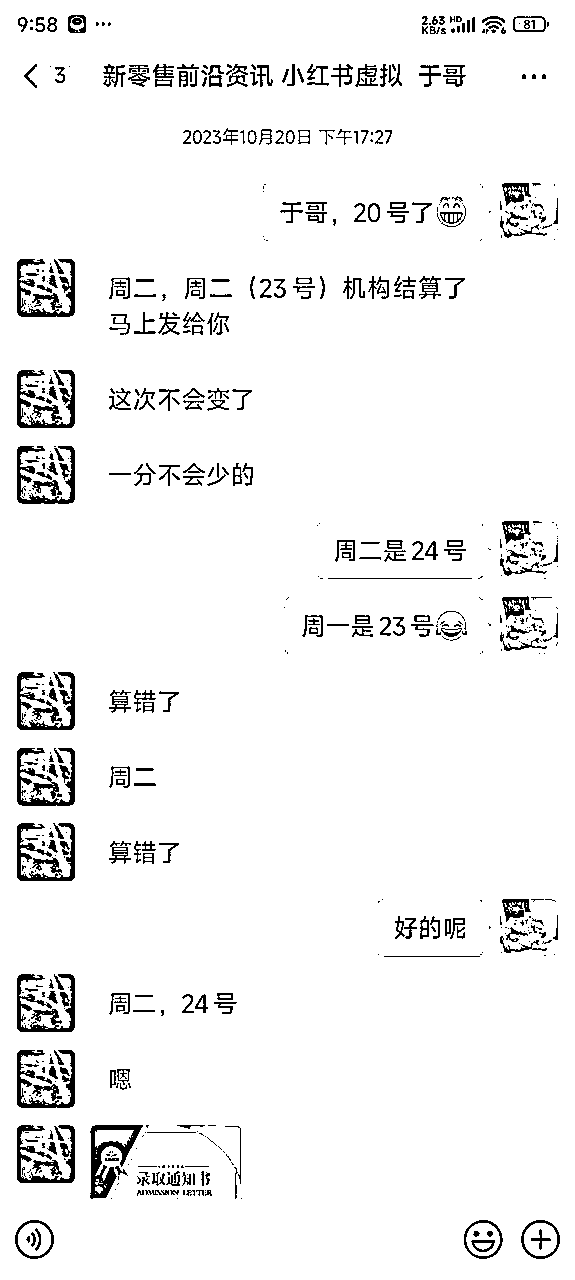 9:58
2.63 KB/s HD 81
3 新零售前沿资讯 小红书虚拟 于哥
2023年10月20日 下午17:27
于哥，20号了
周二，周二（23号）机构结算了
马上发给你
这次不会变了
一分不会少的
周二是24号
周一是23号
算错了
周二
算错了
好的呢
周二，24号
嗯
录取通知书
ADMISSION LETTER